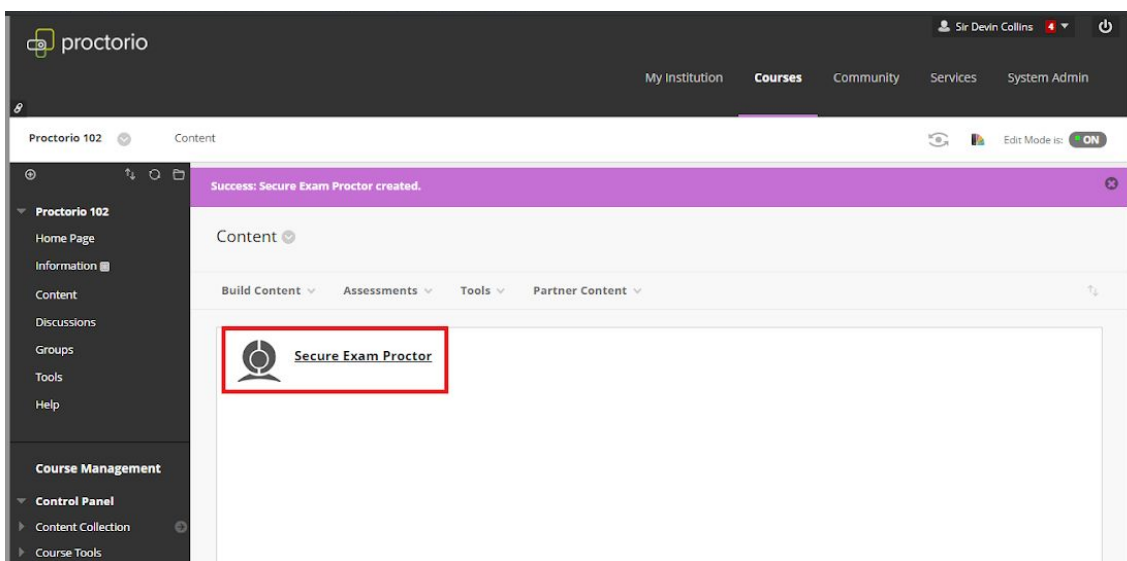 proctorio
Sir Devin Collins 4
My Institution Courses Community Services System Admin
Proctorio 102 Content Edit Mode is: ON
Success: Secure Exam Proctor created.
Proctorio 102
Home Page
Information
Content
Discussions
Groups
Tools
Help
Course Management
Control Panel
Content Collection
Course Tools
Content
Build Content Assessments Tools Partner Content
Secure Exam Proctor